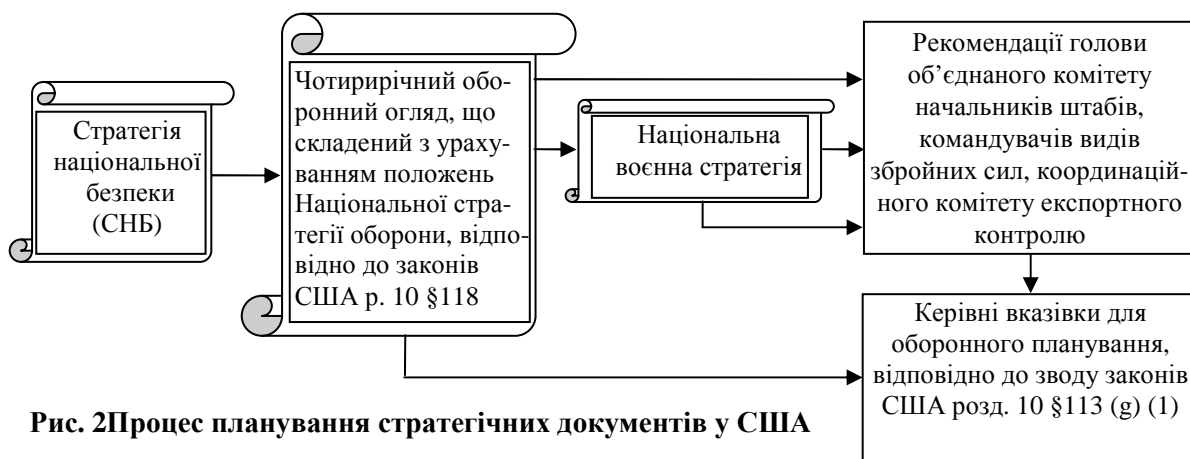 Стратегія
національної
безпеки
(СНБ)
Чотирирічний обо-
ронний огляд, що
складений з ураху-
ванням положень
Національної стра-
тегії оборони, відпо-
відно до законів
США р. 10 §118
Національна
воєнна стратегія
Рекомендації голови
об’єднаного комітету
начальників штабів,
командувачів видів
збройних сил, координацій-
ного комітету експортного
контролю
Керівні вказівки для
оборонного планування,
відповідно до зводу законів
США розд. 10 §113 (g) (1)
Рис. 2Процес планування стратегічних документів у США